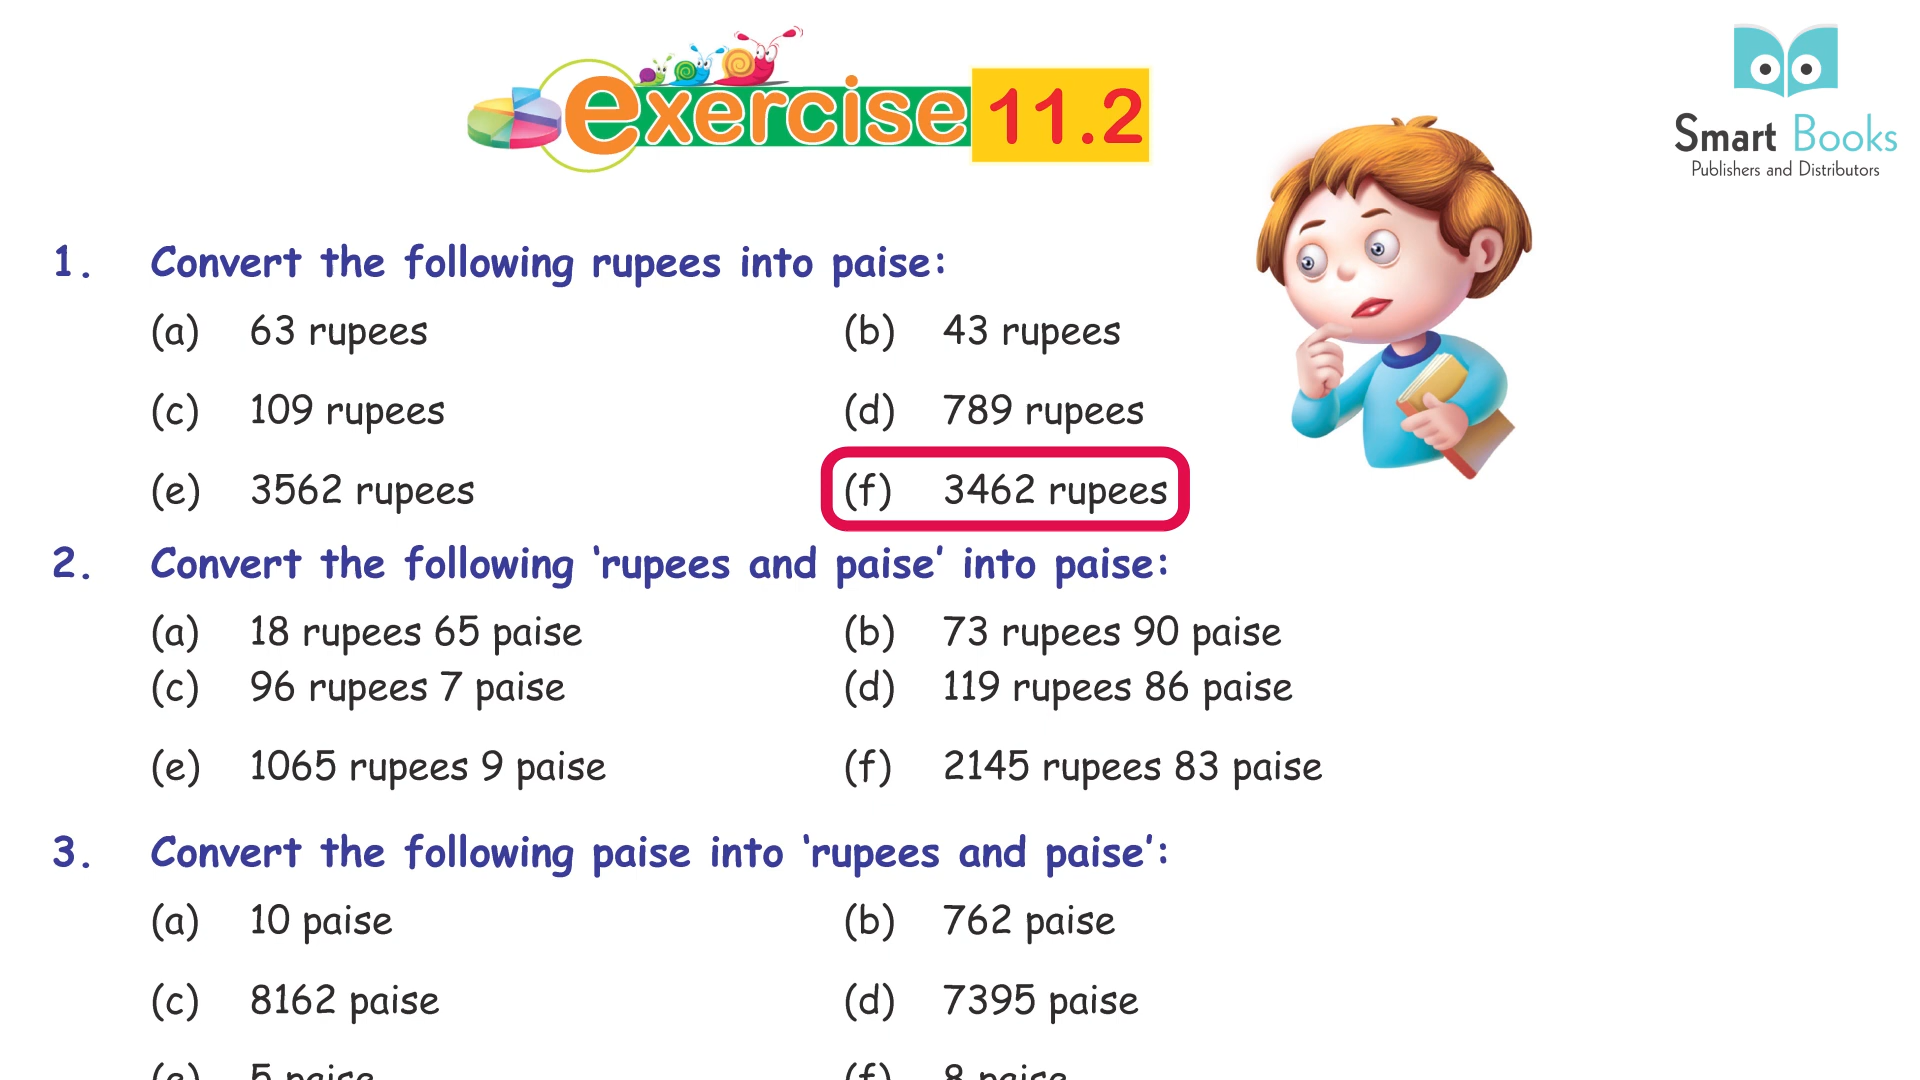 exercise 11.2
Smart Books
Publishers and Distributors
1. Convert the following rupees into paise:
(a) 63 rupees (b) 43 rupees
(c) 109 rupees (d) 789 rupees
(e) 3562 rupees (f) 3462 rupees
2. Convert the following ‘rupees and paise’ into paise:
(a) 18 rupees 65 paise (b) 73 rupees 90 paise
(c) 96 rupees 7 paise (d) 119 rupees 86 paise
(e) 1065 rupees 9 paise (f) 2145 rupees 83 paise
3. Convert the following paise into ‘rupees and paise’:
(a) 10 paise (b) 762 paise
(c) 8162 paise (d) 7395 paise
(e) 5 paise (f) 8 paise